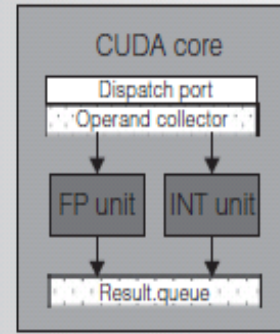 CUDA core
Dispatch port
Operand collector
FP unit INT unit
Result.queue